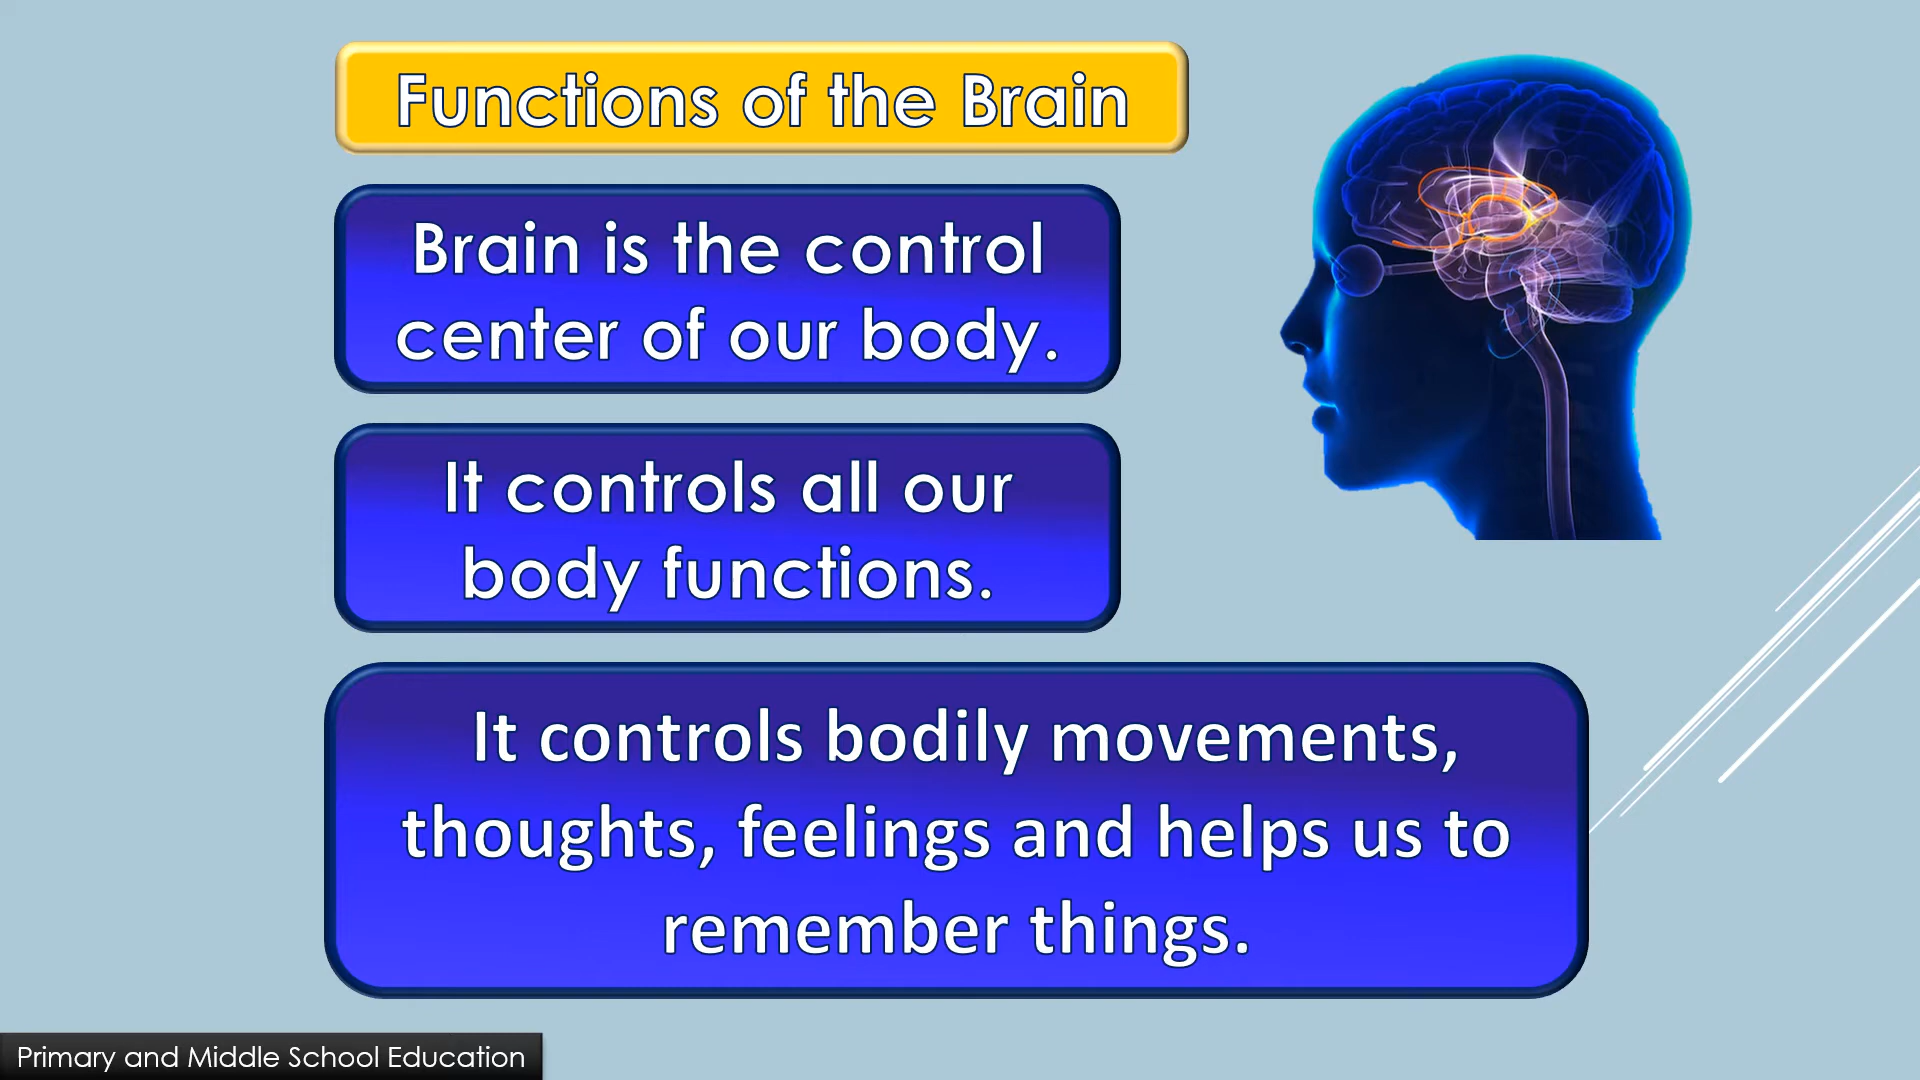 Functions of the Brain
Brain is the control
center of our body.
It controls all our
body functions.
It controls bodily movements,
thoughts, feelings and helps us to
remember things.
Primary and Middle School Education